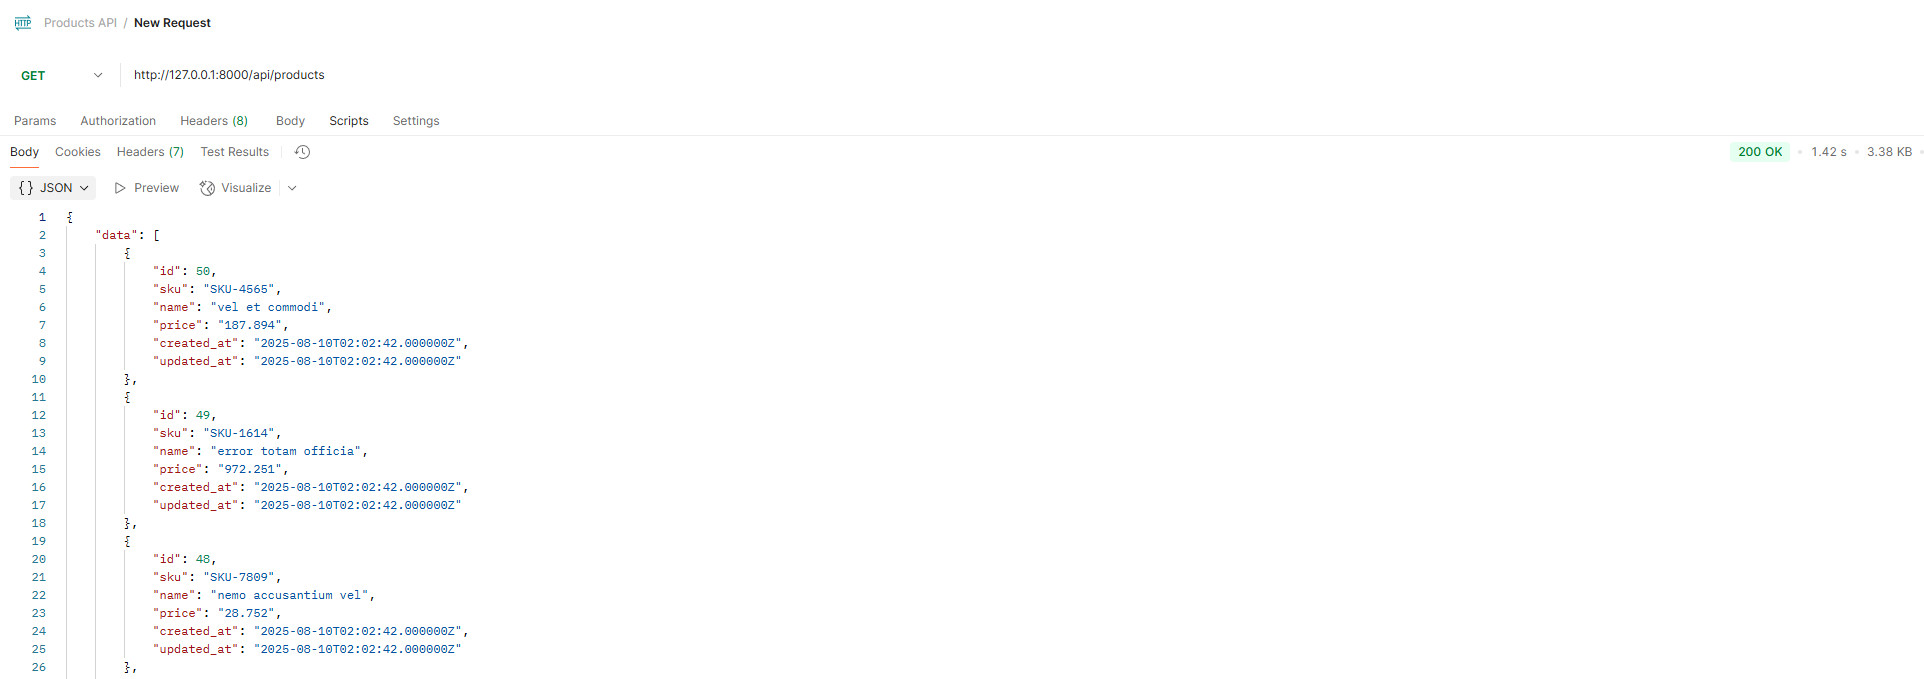 HTTP Products API / New Request
GET http://127.0.0.1:8000/api/products
Params Authorization Headers (8) Body Scripts Settings
Body Cookies Headers (7) Test Results 200 OK • 1.42 s • 3.38 KB •
{} JSON Preview Visualize
1 {
2 "data": [
3 {
4 "id": 50,
5 "sku": "SKU-4565",
6 "name": "vel et commodi",
7 "price": "187.894",
8 "created_at": "2025-08-10T02:02:42.000000Z",
9 "updated_at": "2025-08-10T02:02:42.000000Z"
10 },
11 {
12 "id": 49,
13 "sku": "SKU-1614",
14 "name": "error totam officia",
15 "price": "972.251",
16 "created_at": "2025-08-10T02:02:42.000000Z",
17 "updated_at": "2025-08-10T02:02:42.000000Z"
18 },
19 {
20 "id": 48,
21 "sku": "SKU-7809",
22 "name": "nemo accusantium vel",
23 "price": "28.752",
24 "created_at": "2025-08-10T02:02:42.000000Z",
25 "updated_at": "2025-08-10T02:02:42.000000Z"
26 },